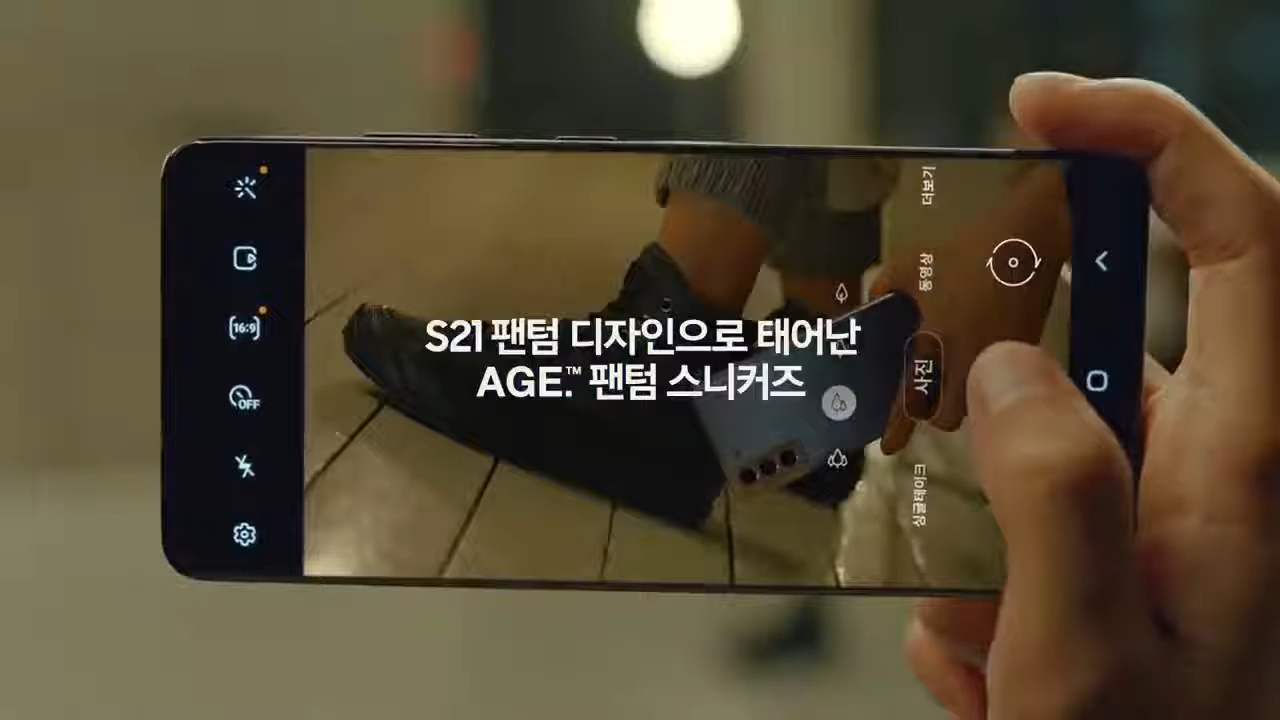 S21 팬텀 디자인으로 태어난
AGE.™ 팬텀 스니커즈
16:9
OFF
더보기
동영상
사진
싱글테이크